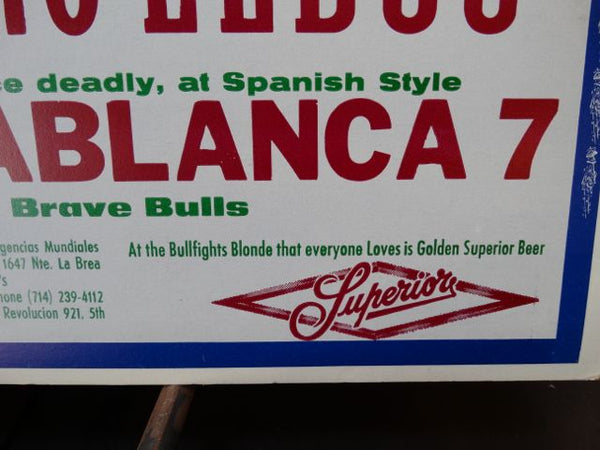 e deadly, at Spanish Style
ABLANCA 7
Brave Bulls
gencias Mundiales
1647 Nte. La Brea
's
hone (714) 239-4112
Revolucion 921, 5th
At the Bullfights Blonde that everyone Loves is Golden Superior Beer
Superior